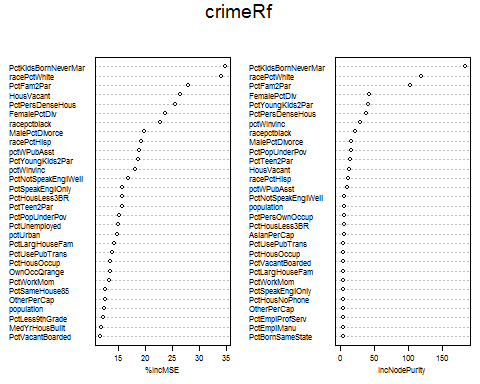 crimeRf
PctKidsBornNeverMar
racePctWhite
PctFam2Par
HousVacant
PctPersDenseHous
FemalePctDiv
racepctblack
MalePctDivorce
racePctHisp
pctWPubAsst
PctYoungKids2Par
pctWInvInc
PctNotSpeakEnglWell
PctSpeakEnglOnly
PctHousLess3BR
PctTeen2Par
PctPopUnderPov
PctUnemployed
pctUrban
PctLargHouseFam
PctUsePubTrans
PctHousOccup
OwnOccQrange
PctWorkMom
PctSameHouse85
OtherPerCap
population
PctLess9thGrade
MedYrHousBuilt
PctVacantBoarded
15 20 25 30 35
%IncMSE
PctKidsBornNeverMar
racePctWhite
PctFam2Par
FemalePctDiv
PctYoungKids2Par
PctPersDenseHous
pctWInvInc
racepctblack
MalePctDivorce
PctPopUnderPov
PctTeen2Par
HousVacant
racePctHisp
pctWPubAsst
PctNotSpeakEnglWell
population
PctPersOwnOccup
PctHousLess3BR
AsianPerCap
PctUsePubTrans
PctHousOccup
PctVacantBoarded
PctLargHouseFam
PctWorkMom
PctSpeakEnglOnly
PctHousNoPhone
OtherPerCap
PctEmplProfServ
PctEmplManu
PctBornSameState
0 50 100 150
IncNodePurity